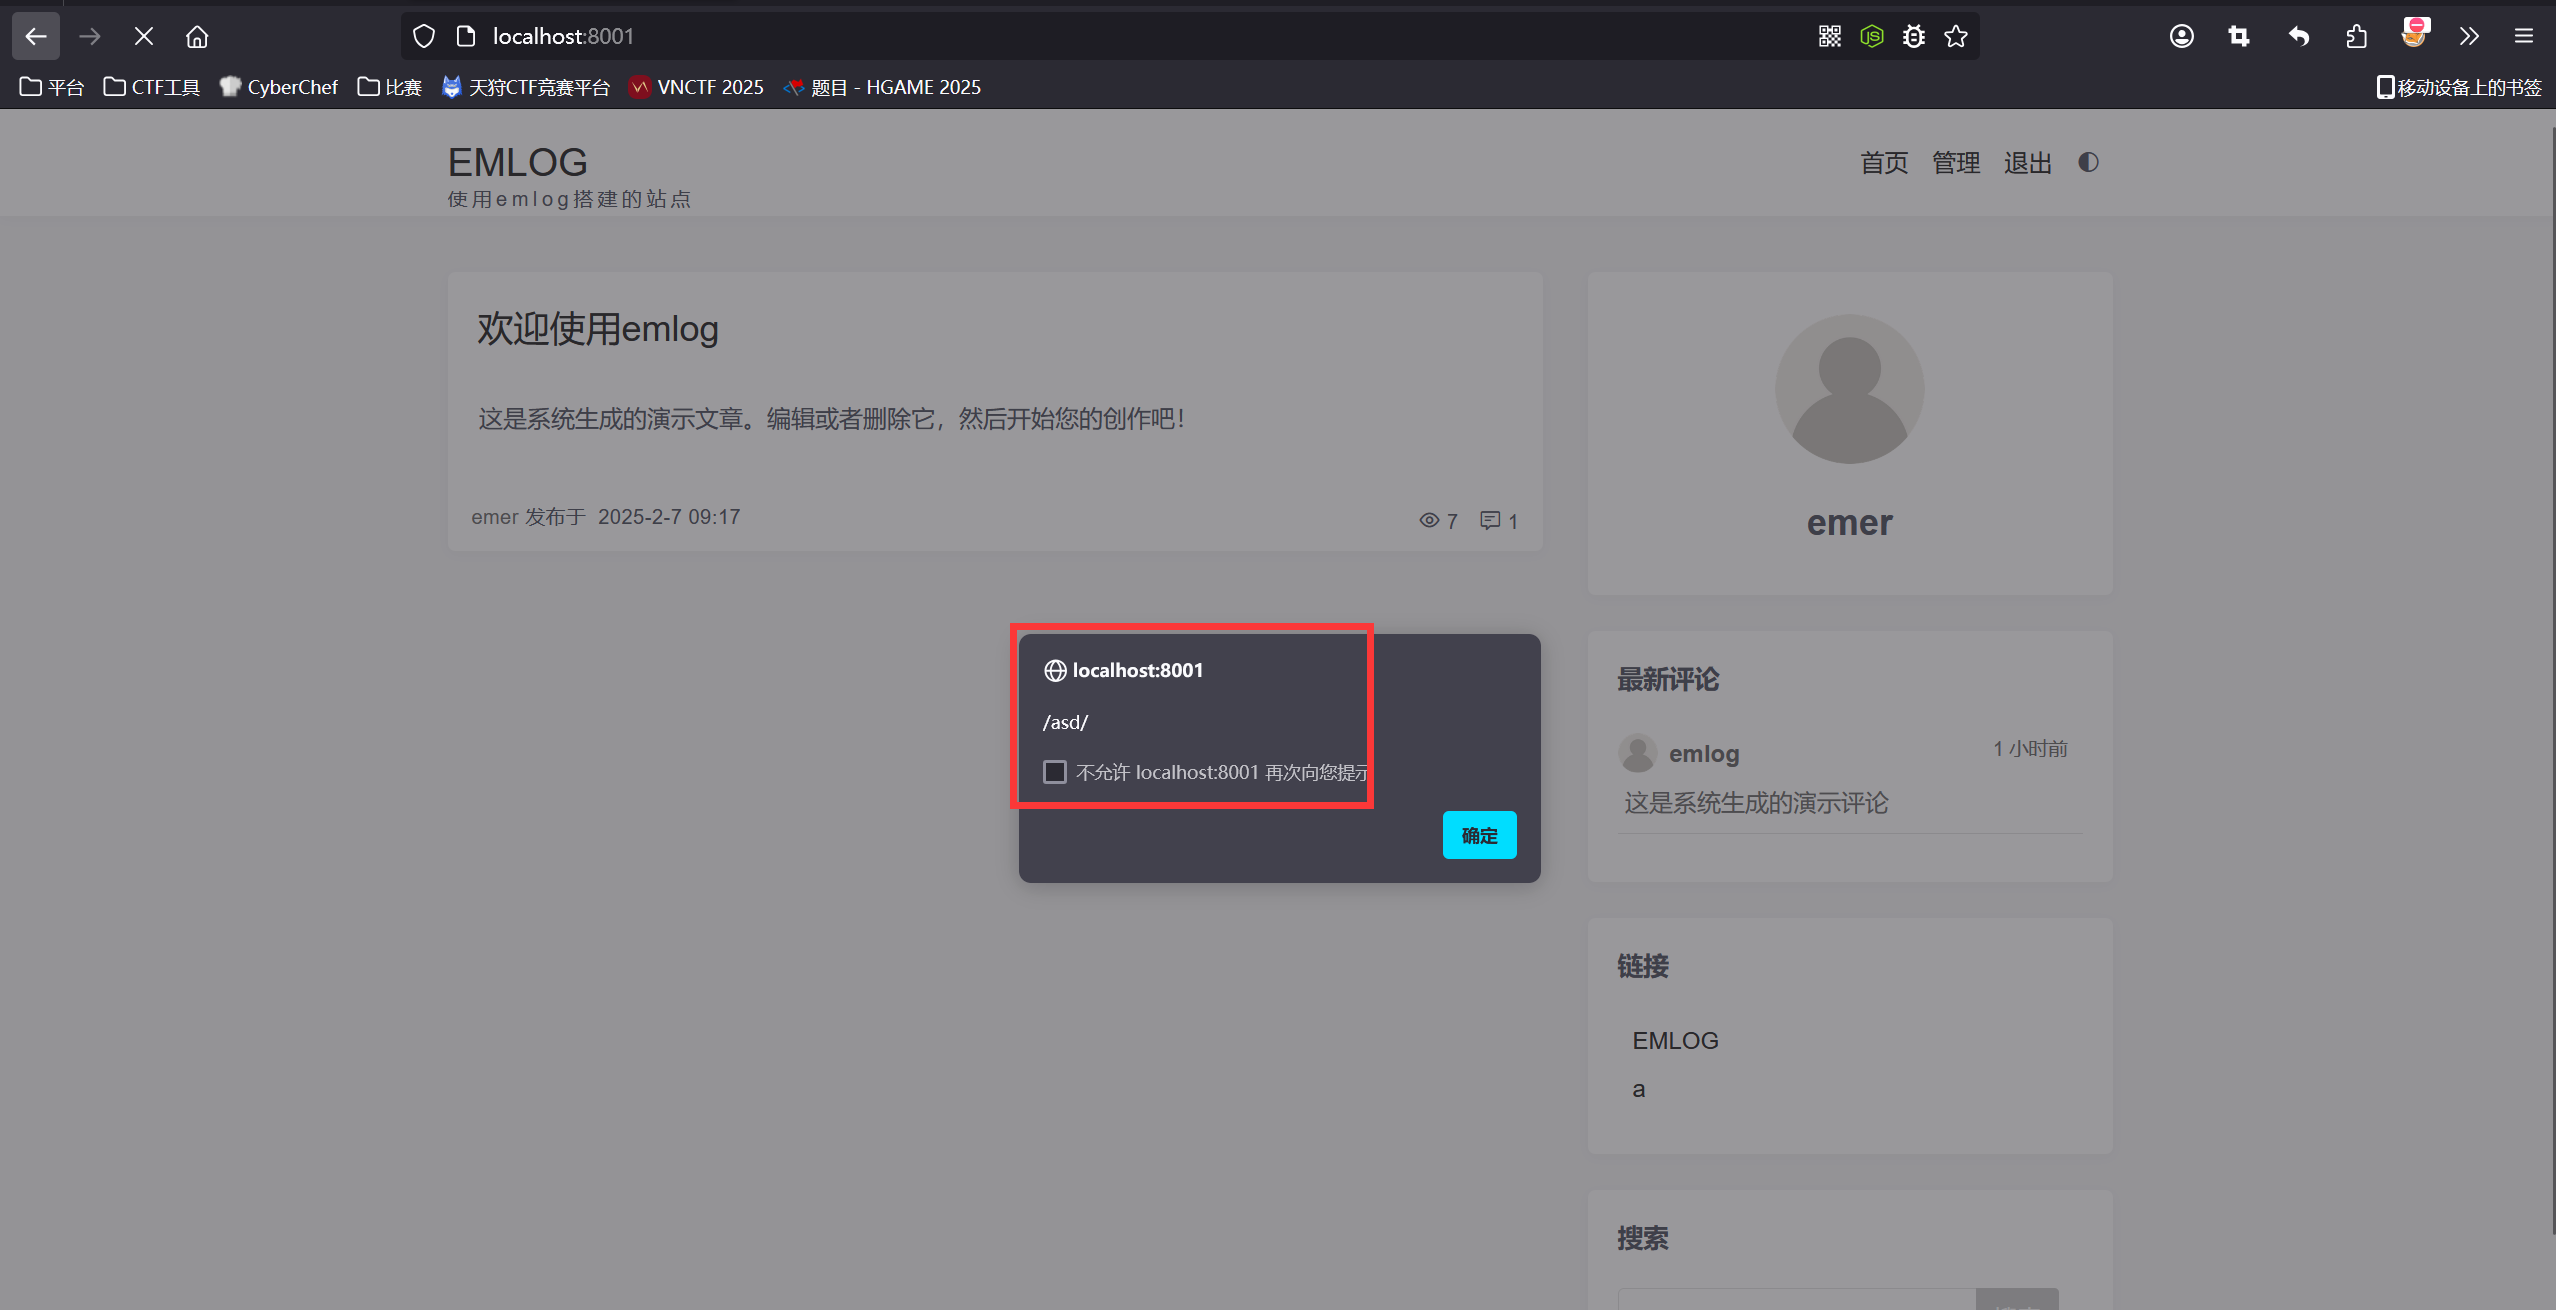 localhost:8001
平台 CTF工具 CyberChef 比赛 天狩CTF竞赛平台 VNCTF 2025 题目 - HGAME 2025 移动设备上的书签
EMLOG
使用emlog搭建的站点
首页 管理 退出
欢迎使用emlog
这是系统生成的演示文章。编辑或者删除它，然后开始您的创作吧！
emer 发布于 2025-2-7 09:17
7 1
emer
localhost:8001
/asd/
不允许 localhost:8001 再次向您提示
确定
最新评论
emlog 1 小时前
这是系统生成的演示评论
链接
EMLOG
a
搜索